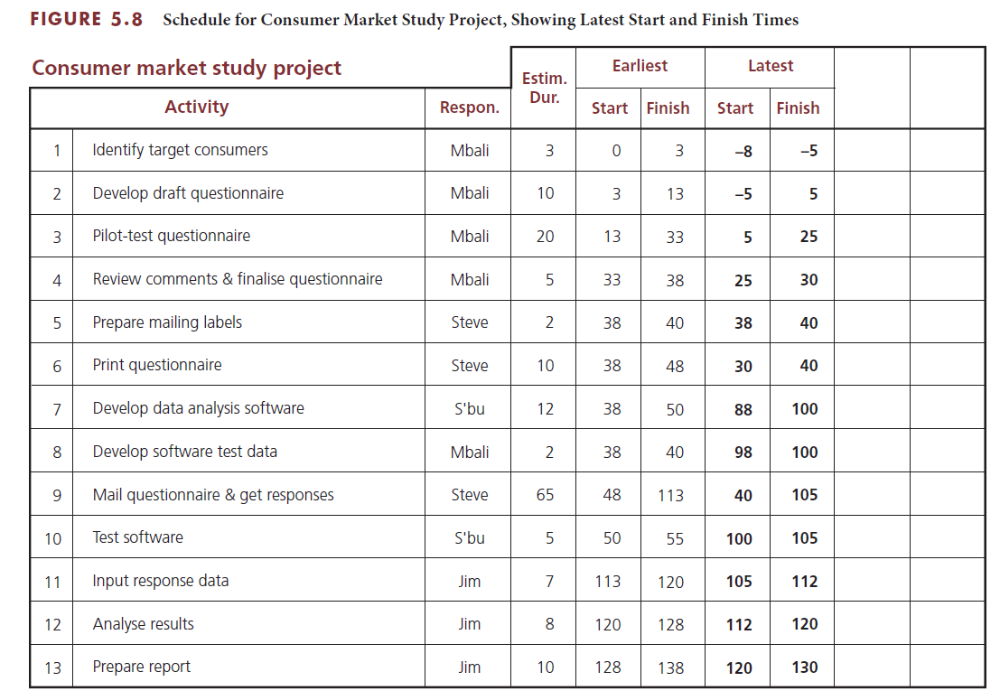 FIGURE 5.8 Schedule for Consumer Market Study Project, Showing Latest Start and Finish Times
Consumer market study project Estim. Dur. Earliest Latest
Activity Respon. Start Finish Start Finish
1 Identify target consumers Mbali 3 0 3 –8 –5
2 Develop draft questionnaire Mbali 10 3 13 –5 5
3 Pilot-test questionnaire Mbali 20 13 33 5 25
4 Review comments & finalise questionnaire Mbali 5 33 38 25 30
5 Prepare mailing labels Steve 2 38 40 38 40
6 Print questionnaire Steve 10 38 48 30 40
7 Develop data analysis software S'bu 12 38 50 88 100
8 Develop software test data Mbali 2 38 40 98 100
9 Mail questionnaire & get responses Steve 65 48 113 40 105
10 Test software S'bu 5 50 55 100 105
11 Input response data Jim 7 113 120 105 112
12 Analyse results Jim 8 120 128 112 120
13 Prepare report Jim 10 128 138 120 130